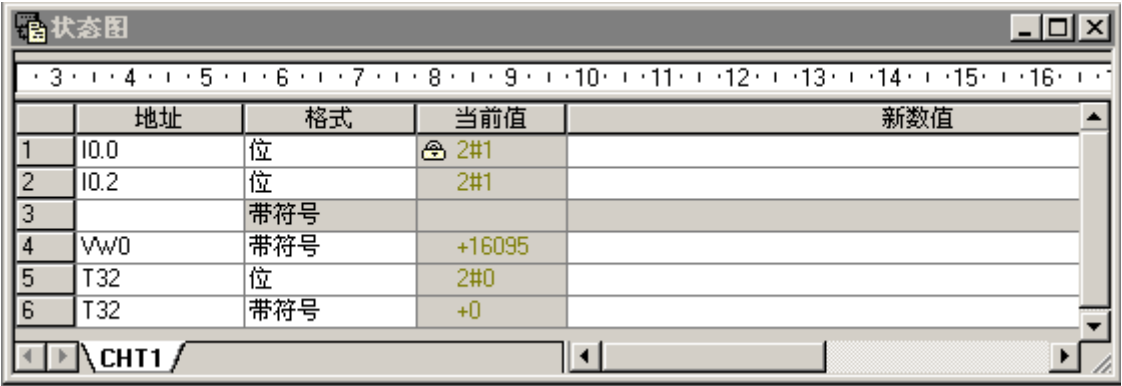 状态图
· 3 · ı · 4 · ı · 5 · ı · 6 · ı · 7 · ı · 8 · ı · 9 · ı · 10 · ı · 11 · ı · 12 · ı · 13 · ı · 14 · ı · 15 · ı · 16 · ı ·
地址 格式 当前值 新数值
1 I0.0 位 2#1
2 I0.2 位 2#1
3 带符号
4 VW0 带符号 +16095
5 T32 位 2#0
6 T32 带符号 +0
CHT1